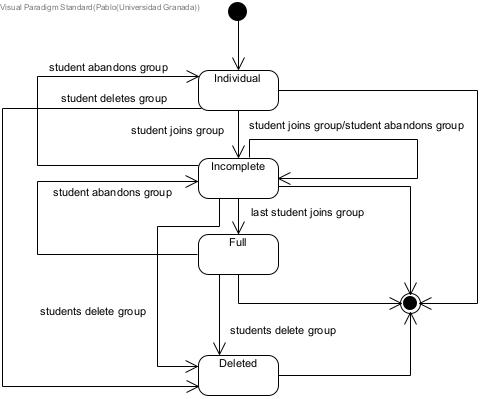 Visual Paradigm Standard(Pablo(Universidad Granada))
student abandons group
Individual
student deletes group
student joins group
student joins group/student abandons group
Incomplete
student abandons group
last student joins group
Full
students delete group
students delete group
Deleted